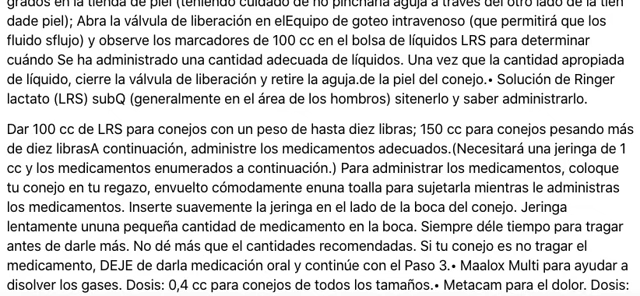 grados en la tienda de piel (teniendo cuidado de no pincharla aguja a través del otro lado de la tien
dade piel); Abra la válvula de liberación en elEquipo de goteo intravenoso (que permitirá que los
fluido sflujo) y observe los marcadores de 100 cc en el bolsa de líquidos LRS para determinar
cuándo Se ha administrado una cantidad adecuada de líquidos. Una vez que la cantidad apropiada
de líquido, cierre la válvula de liberación y retire la aguja.de la piel del conejo.• Solución de Ringer
lactato (LRS) subQ (generalmente en el área de los hombros) sitenerlo y saber administrarlo.
Dar 100 cc de LRS para conejos con un peso de hasta diez libras; 150 cc para conejos pesando más
de diez librasA continuación, administre los medicamentos adecuados.(Necesitará una jeringa de 1
cc y los medicamentos enumerados a continuación.) Para administrar los medicamentos, coloque
tu conejo en tu regazo, envuelto cómodamente enuna toalla para sujetarla mientras le administras
los medicamentos. Inserte suavemente la jeringa en el lado de la boca del conejo. Jeringa
lentamente ununa pequeña cantidad de medicamento en la boca. Siempre déle tiempo para tragar
antes de darle más. No dé más que el cantidades recomendadas. Si tu conejo es no tragar el
medicamento, DEJE de darla medicación oral y continúe con el Paso 3.• Maalox Multi para ayudar a
disolver los gases. Dosis: 0,4 cc para conejos de todos los tamaños.• Metacam para el dolor. Dosis: